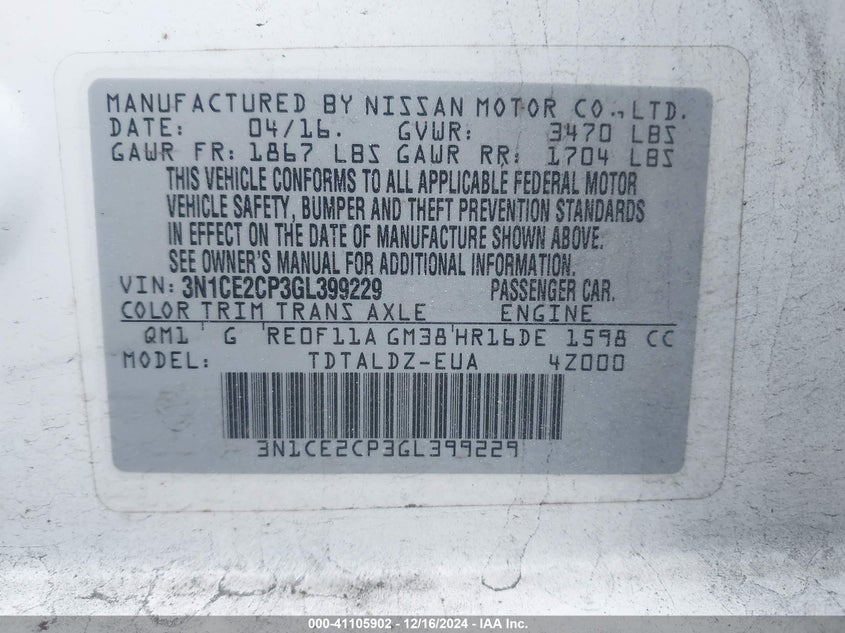 MANUFACTURED BY NISSAN MOTOR CO., LTD.
DATE: 04/16. GVWR: 3470 LBS
GAWR FR: 1867 LBS GAWR RR: 1704 LBS
THIS VEHICLE CONFORMS TO ALL APPLICABLE FEDERAL MOTOR
VEHICLE SAFETY, BUMPER AND THEFT PREVENTION STANDARDS
IN EFFECT ON THE DATE OF MANUFACTURE SHOWN ABOVE.
SEE OWNER'S MANUAL FOR ADDITIONAL INFORMATION.
VIN: 3N1CE2CP3GL399229 PASSENGER CAR.
COLOR TRIM TRANS AXLE ENGINE
QM1 G RE0F11A GM38 HR16DE 1598 CC
MODEL: TDTALDZ-EUA 4Z000
3N1CE2CP3GL399229
000-41105902 - 12/16/2024 - IAA Inc.